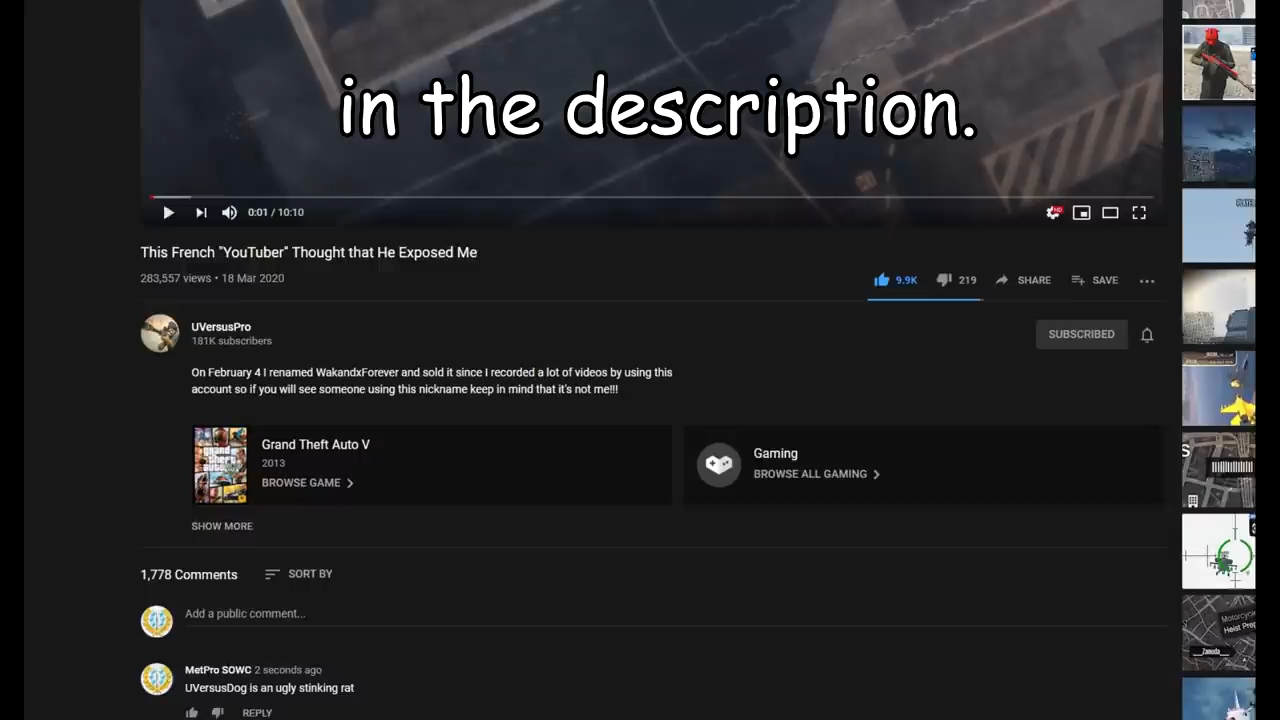 in the description.
0:01 / 10:10
HD
This French "YouTuber" Thought that He Exposed Me
283,557 views • 18 Mar 2020
9.9K 219 SHARE SAVE
UVersusPro
181K subscribers
SUBSCRIBED
On February 4 I renamed WakandxForever and sold it since I recorded a lot of videos by using this
account so if you will see someone using this nickname keep in mind that it's not me!!!
Grand Theft Auto V
2013
BROWSE GAME
Gaming
BROWSE ALL GAMING
SHOW MORE
1,778 Comments
SORT BY
Add a public comment...
MetPro SOWC 2 seconds ago
UVersusDog is an ugly stinking rat
REPLY
Motorcycle
Heist Prep